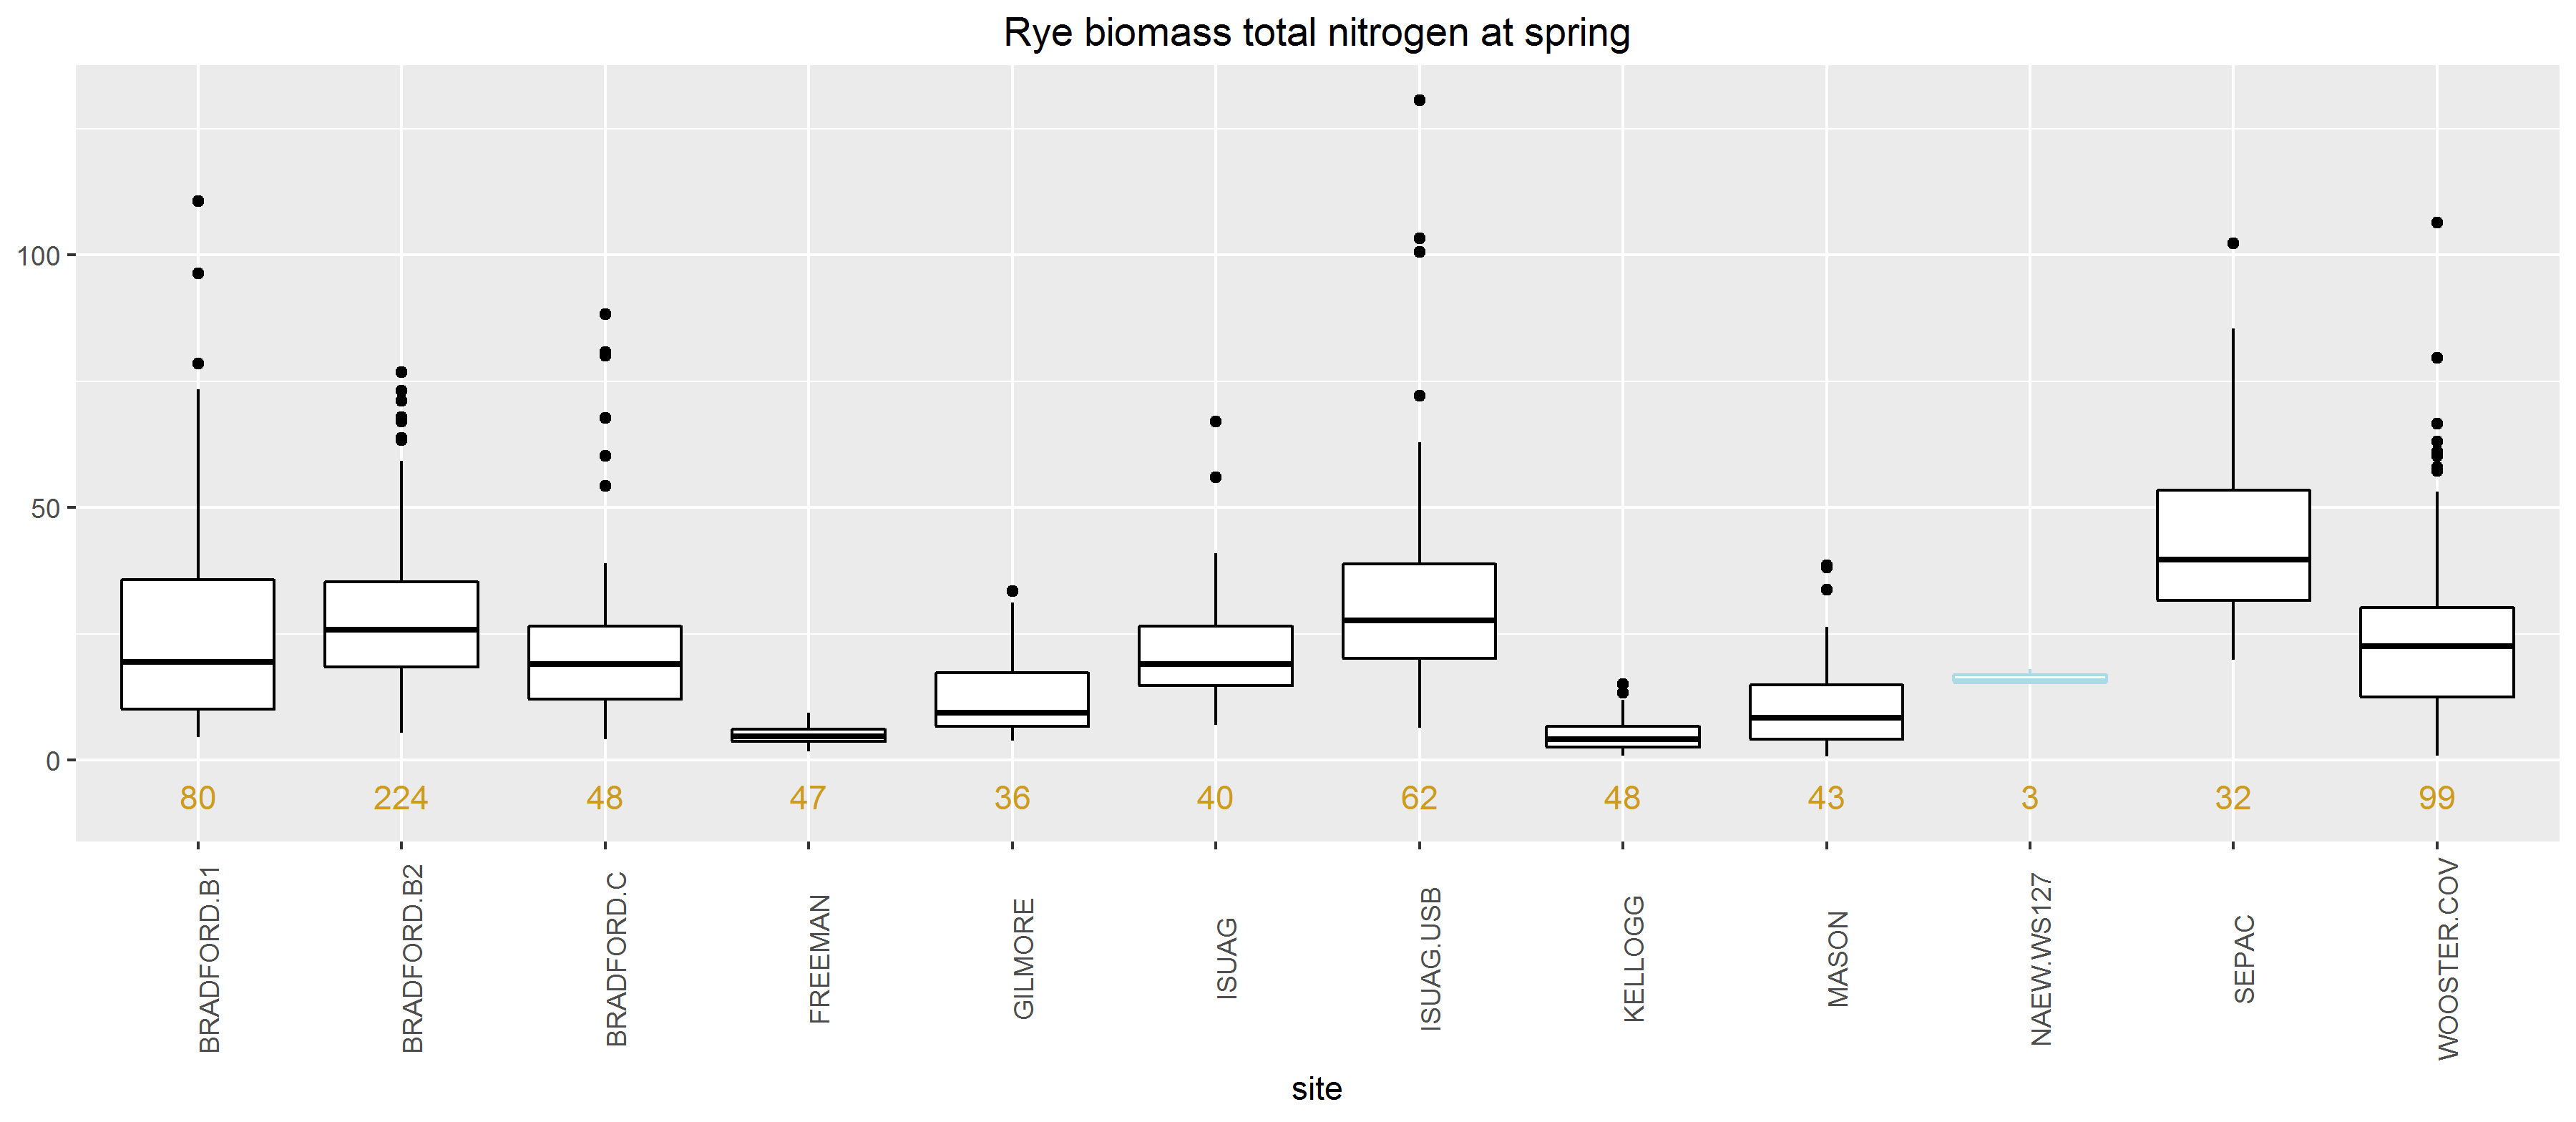 Rye biomass total nitrogen at spring
100
50
0
80 224 48 47 36 40 62 48 43 3 32 99
BRADFORD.B1
BRADFORD.B2
BRADFORD.C
FREEMAN
GILMORE
ISUAG
ISUAG.USB
KELLOGG
MASON
NAEW.WS127
SEPAC
WOOSTER.COV
site